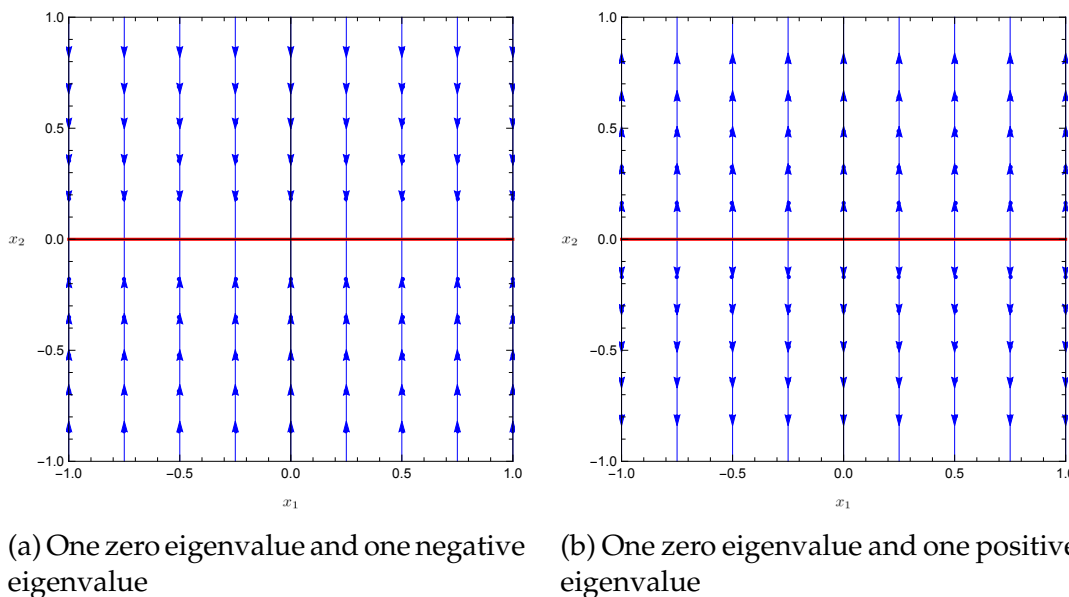 1.0
0.5
0.0
−0.5
−1.0
x2
−1.0 −0.5 0.0 0.5 1.0
x1
(a) One zero eigenvalue and one negative
eigenvalue
1.0
0.5
0.0
−0.5
−1.0
x2
−1.0 −0.5 0.0 0.5 1.0
x1
(b) One zero eigenvalue and one positive
eigenvalue